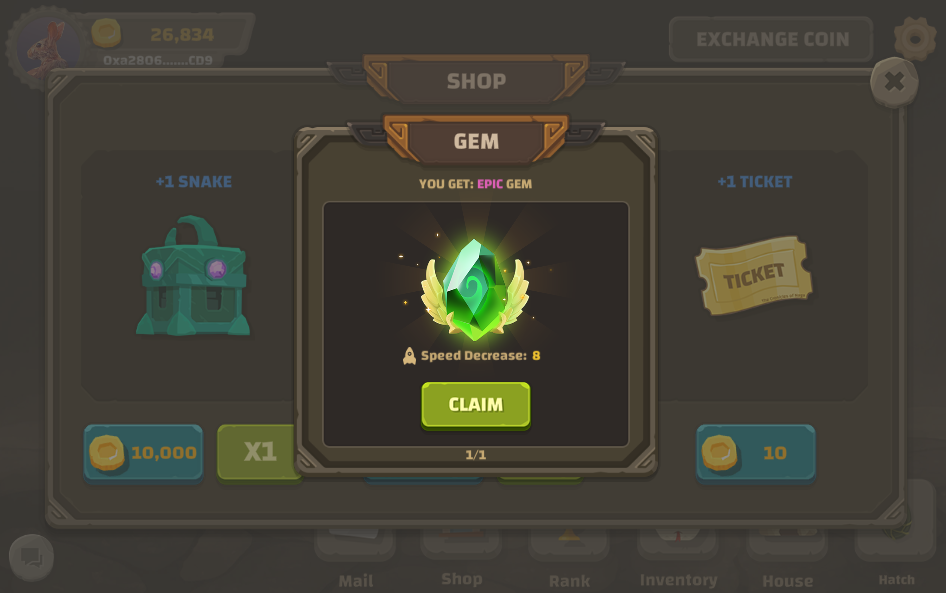 26,834
0xa2806.......CD9
EXCHANGE COIN
SHOP
GEM
YOU GET: EPIC GEM
+1 SNAKE
+1 TICKET
TICKET
Speed Decrease: 8
CLAIM
10,000
X1
1/1
10
Mail
Shop
Rank
Inventory
House
Hatch